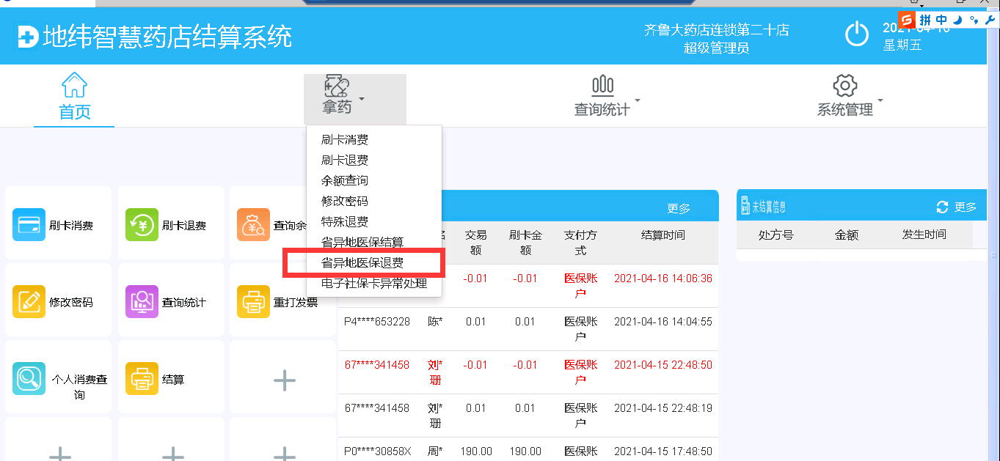 地纬智慧药店结算系统
齐鲁大药店连锁第二十店
超级管理员
2021-04-16
星期五
拼 中
首页
拿药
查询统计
系统管理
刷卡消费
刷卡退费
余额查询
修改密码
特殊退费
省异地医保结算
省异地医保退费
电子社保卡异常处理
刷卡消费
刷卡退费
查询余
修改密码
查询统计
重打发票
个人消费查
询
结算
更多
名 交易 刷卡金 支付方 结算时间
额 额 式
-0.01 -0.01 医保账 2021-04-16 14:06:36
户
P4****653228 陈* 0.01 0.01 医保账 2021-04-16 14:04:55
户
67****341458 刘* -0.01 -0.01 医保账 2021-04-15 22:48:50
珊 户
67****341458 刘* 0.01 0.01 医保账 2021-04-15 22:48:19
珊 户
P0****30858X 周* 190.00 190.00 医保账 2021-04-15 17:48:50
未结算信息
更多
处方号 金额 发生时间